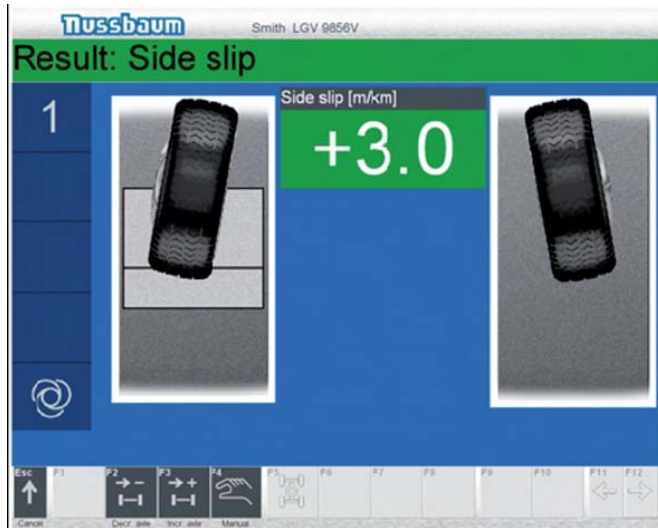 Nussbaum
Smith LGV 9856V
Result: Side slip
1
Side slip [m/km]
+3.0
Esc F1 F2 F3 F4 F5 F6 F7 F8 F9 F10 F11 F12
Cancel Decr. axle Incr. axle Manual